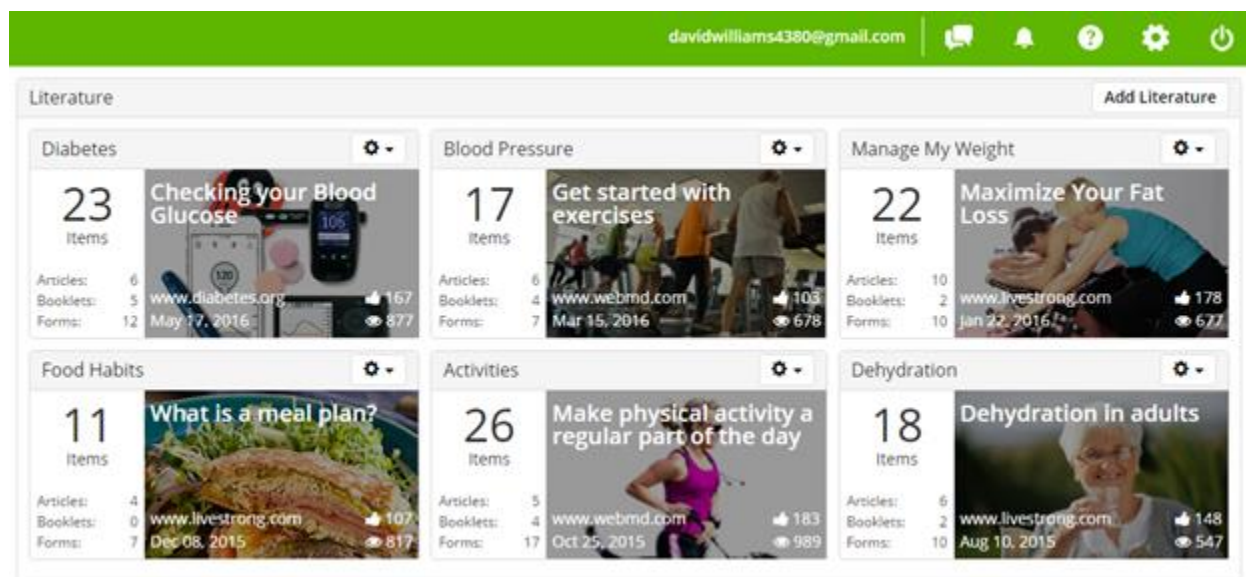 davidwilliams4380@gmail.com
Literature
Add Literature
Diabetes
23
Items
Articles: 6
Booklets: 5
Forms: 12
Checking your Blood
Glucose
106
120
www.diabetes.org
167
May 17, 2016
877
Blood Pressure
17
Items
Articles: 6
Booklets: 4
Forms: 7
Get started with
exercises
www.webmd.com
103
Mar 15, 2016
678
Manage My Weight
22
Items
Articles: 10
Booklets: 2
Forms: 10
Maximize Your Fat
Loss
www.livestrong.com
178
Jan 22, 2016
677
Food Habits
11
Items
Articles: 4
Booklets: 0
Forms: 7
What is a meal plan?
www.livestrong.com
107
Dec 08, 2015
817
Activities
26
Items
Articles: 5
Booklets: 4
Forms: 17
Make physical activity a
regular part of the day
www.webmd.com
183
Oct 25, 2015
989
Dehydration
18
Items
Articles: 6
Booklets: 2
Forms: 10
Dehydration in adults
www.livestrong.com
148
Aug 10, 2015
547